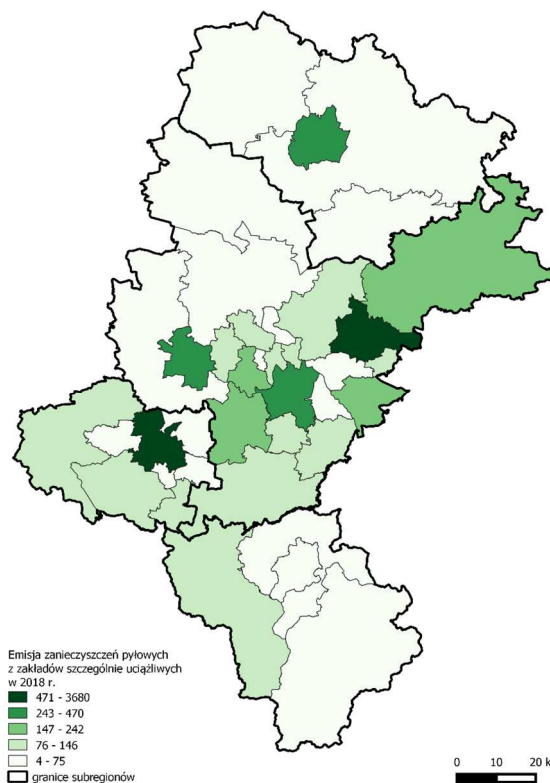 Emisja zanieczyszczeń pyłowych
z zakładów szczególnie uciążliwych
w 2018 r.
471 - 3680
243 - 470
147 - 242
76 - 146
4 - 75
granice subregionów
0 10 20 k